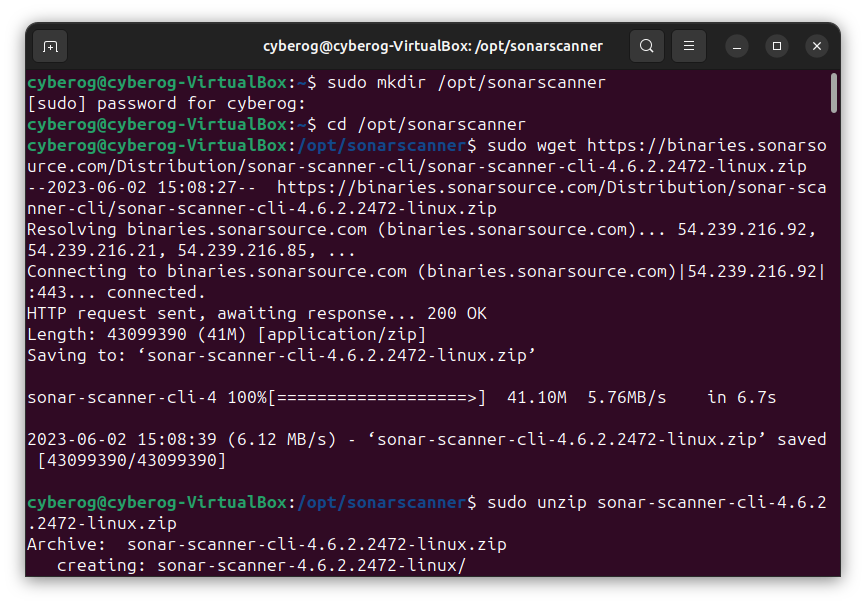 cyberog@cyberog-VirtualBox: /opt/sonarscanner
cyberog@cyberog-VirtualBox:~$ sudo mkdir /opt/sonarscanner
[sudo] password for cyberog:
cyberog@cyberog-VirtualBox:~$ cd /opt/sonarscanner
cyberog@cyberog-VirtualBox:/opt/sonarscanner$ sudo wget https://binaries.sonarso
urce.com/Distribution/sonar-scanner-cli/sonar-scanner-cli-4.6.2.2472-linux.zip
--2023-06-02 15:08:27--  https://binaries.sonarsource.com/Distribution/sonar-sca
nner-cli/sonar-scanner-cli-4.6.2.2472-linux.zip
Resolving binaries.sonarsource.com (binaries.sonarsource.com)... 54.239.216.92,
54.239.216.21, 54.239.216.85, ...
Connecting to binaries.sonarsource.com (binaries.sonarsource.com)|54.239.216.92|
:443... connected.
HTTP request sent, awaiting response... 200 OK
Length: 43099390 (41M) [application/zip]
Saving to: ‘sonar-scanner-cli-4.6.2.2472-linux.zip’
sonar-scanner-cli-4 100%[===================>]  41.10M  5.76MB/s    in 6.7s
2023-06-02 15:08:39 (6.12 MB/s) - ‘sonar-scanner-cli-4.6.2.2472-linux.zip’ saved
[43099390/43099390]
cyberog@cyberog-VirtualBox:/opt/sonarscanner$ sudo unzip sonar-scanner-cli-4.6.2
.2472-linux.zip
Archive:  sonar-scanner-cli-4.6.2.2472-linux.zip
creating: sonar-scanner-4.6.2.2472-linux/